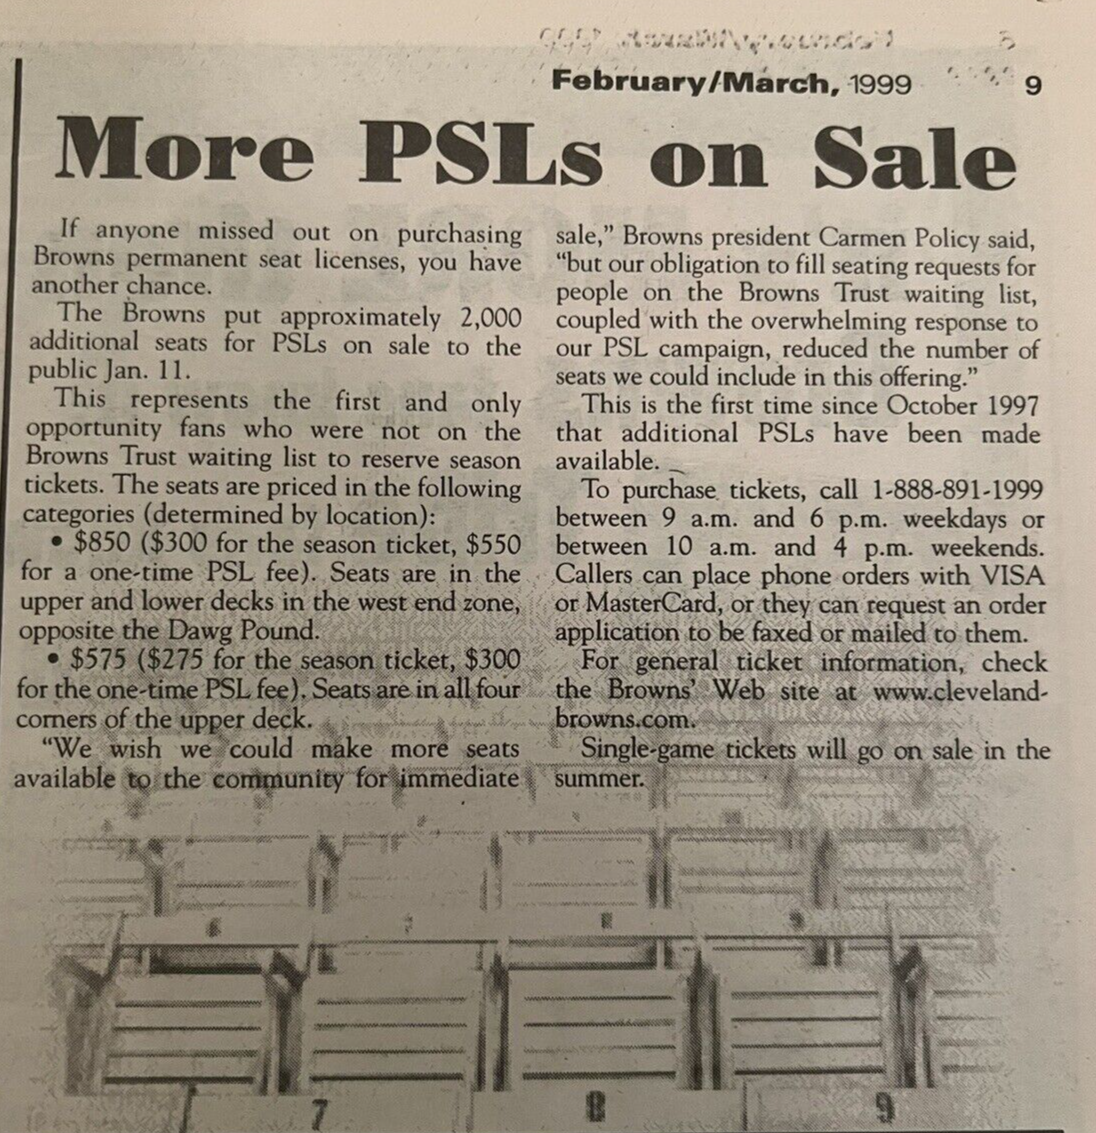 February/March, 1999
9
More PSLs on Sale
If anyone missed out on purchasing
Browns permanent seat licenses, you have
another chance.
The Browns put approximately 2,000
additional seats for PSLs on sale to the
public Jan. 11.
This represents the first and only
opportunity fans who were not on the
Browns Trust waiting list to reserve season
tickets. The seats are priced in the following
categories (determined by location):
• $850 ($300 for the season ticket, $550
for a one-time PSL fee). Seats are in the
upper and lower decks in the west end zone,
opposite the Dawg Pound.
• $575 ($275 for the season ticket, $300
for the one-time PSL fee). Seats are in all four
corners of the upper deck.
“We wish we could make more seats
available to the community for immediate
sale,” Browns president Carmen Policy said,
“but our obligation to fill seating requests for
people on the Browns Trust waiting list,
coupled with the overwhelming response to
our PSL campaign, reduced the number of
seats we could include in this offering.”
This is the first time since October 1997
that additional PSLs have been made
available.
To purchase tickets, call 1-888-891-1999
between 9 a.m. and 6 p.m. weekdays or
between 10 a.m. and 4 p.m. weekends.
Callers can place phone orders with VISA
or MasterCard, or they can request an order
application to be faxed or mailed to them.
For general ticket information, check
the Browns’ Web site at www.cleveland-
browns.com.
Single-game tickets will go on sale in the
summer.
6 7 8 9
7 8 9